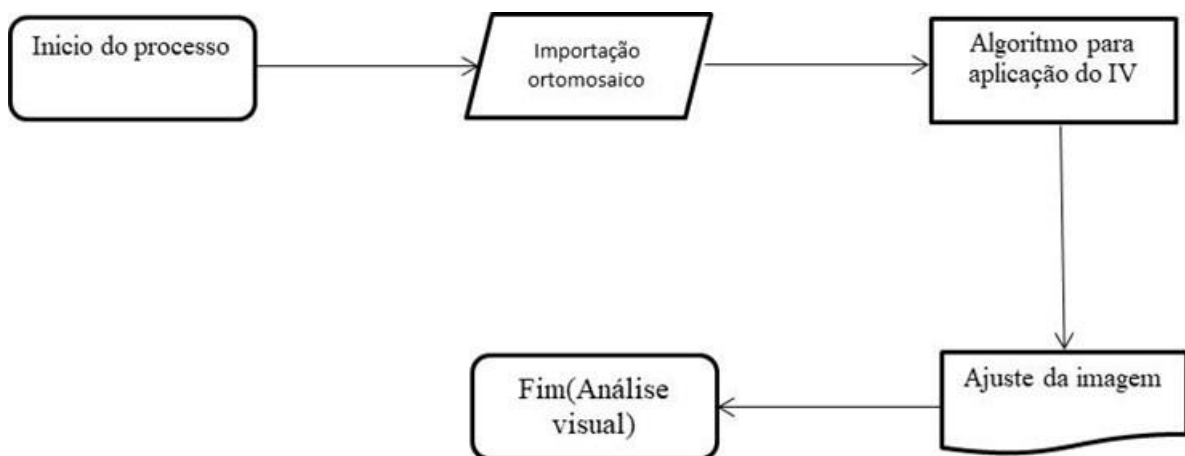 Inicio do processo
Importação
ortomosaico
Algoritmo para
aplicação do IV
Ajuste da imagem
Fim(Análise
visual)